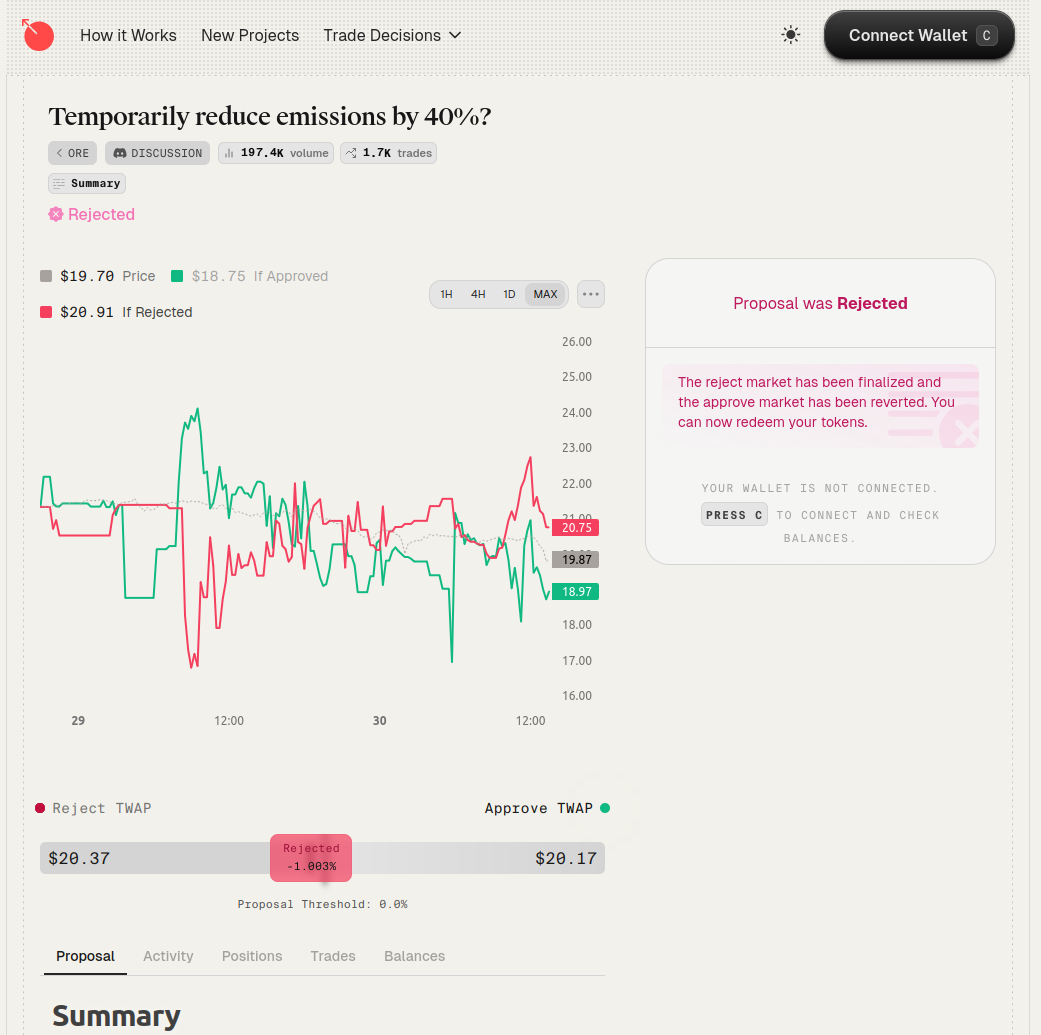 How it Works New Projects Trade Decisions Connect Wallet C
Temporarily reduce emissions by 40%?
ORE DISCUSSION 197.4K volume 1.7K trades
Summary
Rejected
$19.70 Price $18.75 If Approved
$20.91 If Rejected
1H 4H 1D MAX
26.00
25.00
24.00
23.00
22.00
21.00
20.75
19.87
18.97
18.00
17.00
16.00
29 12:00 30 12:00
Proposal was Rejected
The reject market has been finalized and
the approve market has been reverted. You
can now redeem your tokens.
YOUR WALLET IS NOT CONNECTED.
PRESS C TO CONNECT AND CHECK
BALANCES.
Reject TWAP Approve TWAP
$20.37 Rejected $20.17
-1.003%
Proposal Threshold: 0.0%
Proposal Activity Positions Trades Balances
Summary